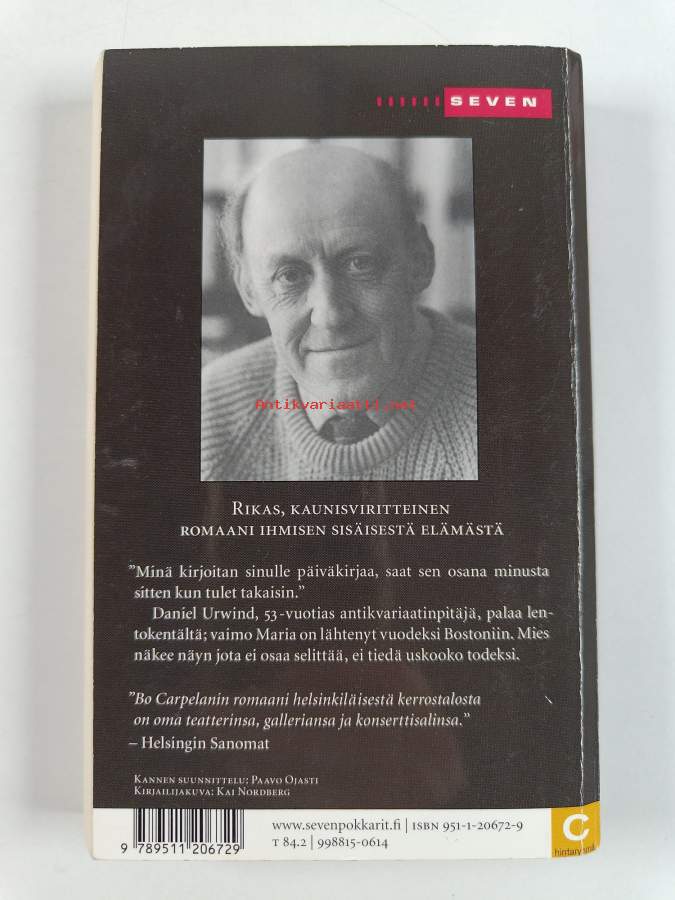 SEVEN
Antikvariaatti.net
RIKAS, KAUNISVIRITTEINEN
ROMAANI IHMISEN SISÄISESTÄ ELÄMÄSTÄ
”Minä kirjoitan sinulle päiväkirjaa, saat sen osana minusta
sitten kun tulet takaisin.”
Daniel Urwind, 53-vuotias antikvariaatinpitäjä, palaa len-
tokentältä; vaimo Maria on lähtenyt vuodeksi Bostoniin. Mies
näkee näyn jota ei osaa selittää, ei tiedä uskooko todeksi.
”Bo Carpelanin romaani helsinkiläisestä kerrostalosta
on oma teatterinsa, galleriansa ja konserttisalinsa.”
– Helsingin Sanomat
KANNEN SUUNNITTELU: PAAVO OJASTI
KIRJAILIJAKUVA: KAI NORDBERG
www.sevenpokkarit.fi | ISBN 951-1-20672-9
T 84.2 | 998815-0614
9 789511 206729
C